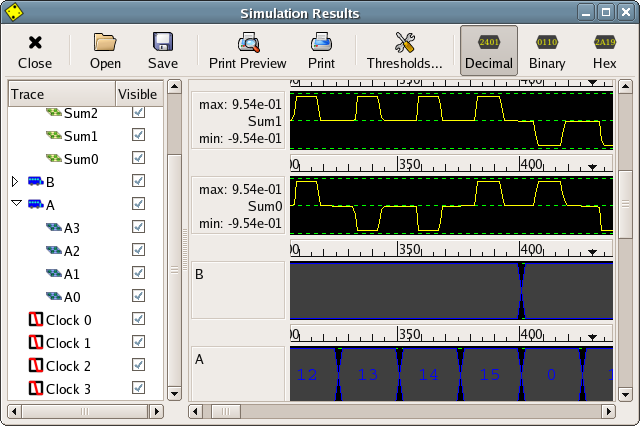 Simulation Results
2401 0110 2A19
Close Open Save Print Preview Print Thresholds... Decimal Binary Hex
Trace Visible
Sum2
Sum1
Sum0
B
A
A3
A2
A1
A0
Clock 0
Clock 1
Clock 2
Clock 3
00 350 400
max: 9.54e-01
Sum1
min: -9.54e-01
00 350 400
max: 9.54e-01
Sum0
min: -9.54e-01
00 350 400
B
00 350 400
A
12 13 14 15 0 1